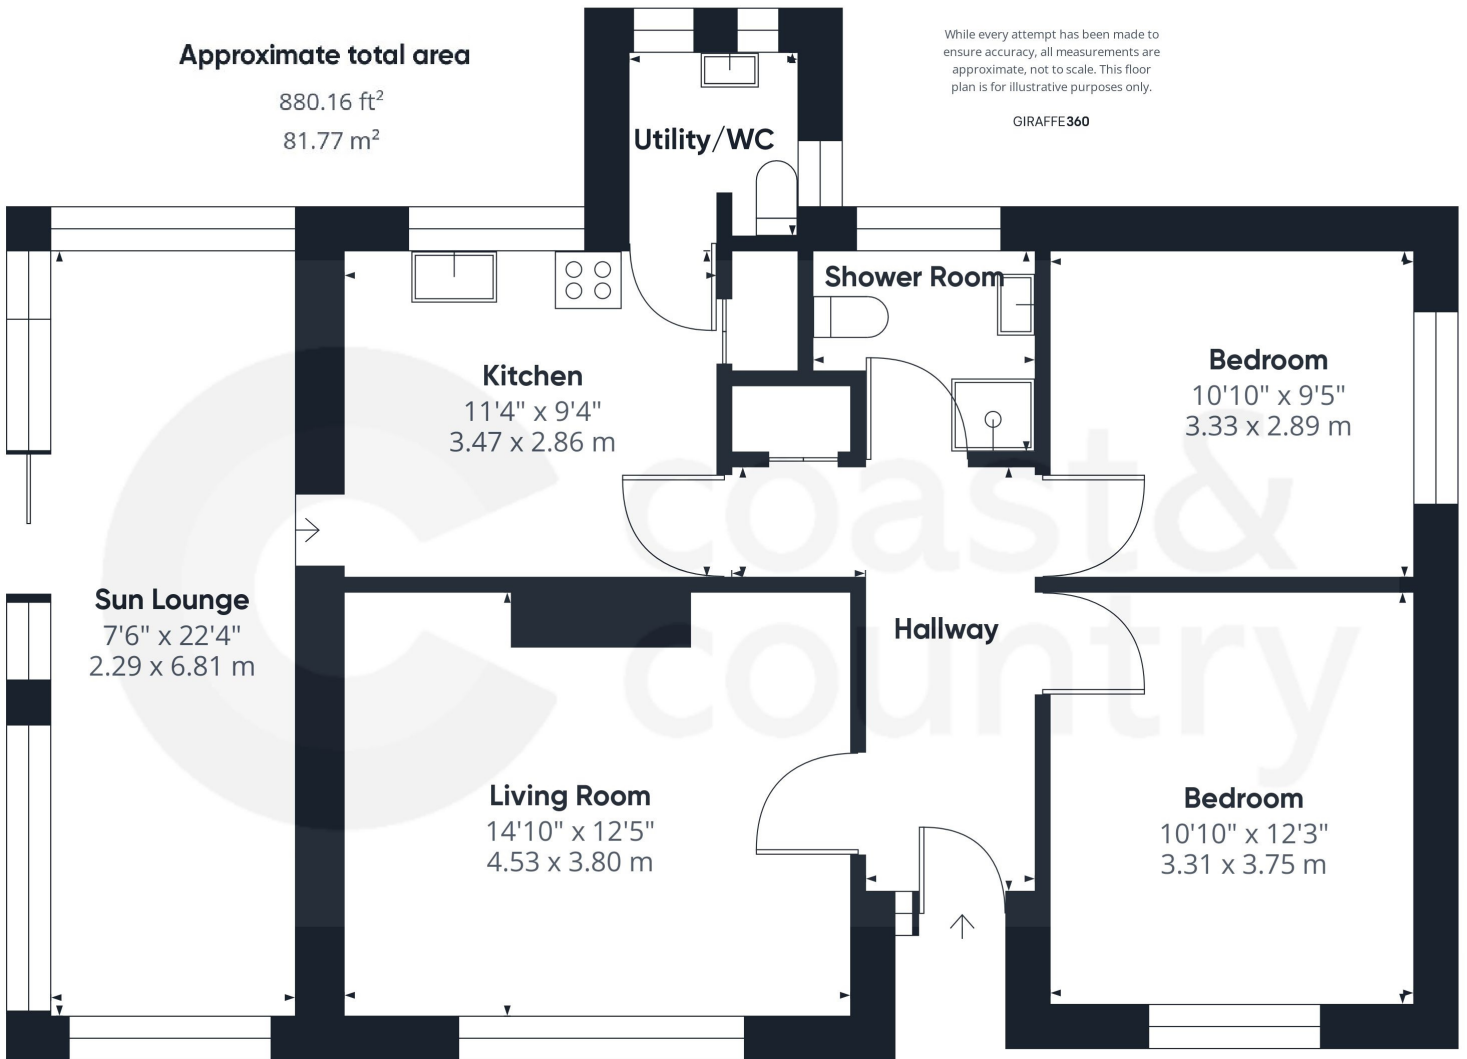 Approximate total area
880.16 ft²
81.77 m²
While every attempt has been made to
ensure accuracy, all measurements are
approximate, not to scale. This floor
plan is for illustrative purposes only.
GIRAFFE360
Utility/WC
Shower Room
Kitchen
11'4" x 9'4"
3.47 x 2.86 m
Bedroom
10'10" x 9'5"
3.33 x 2.89 m
coast&
country
Sun Lounge
7'6" x 22'4"
2.29 x 6.81 m
Hallway
Living Room
14'10" x 12'5"
4.53 x 3.80 m
Bedroom
10'10" x 12'3"
3.31 x 3.75 m